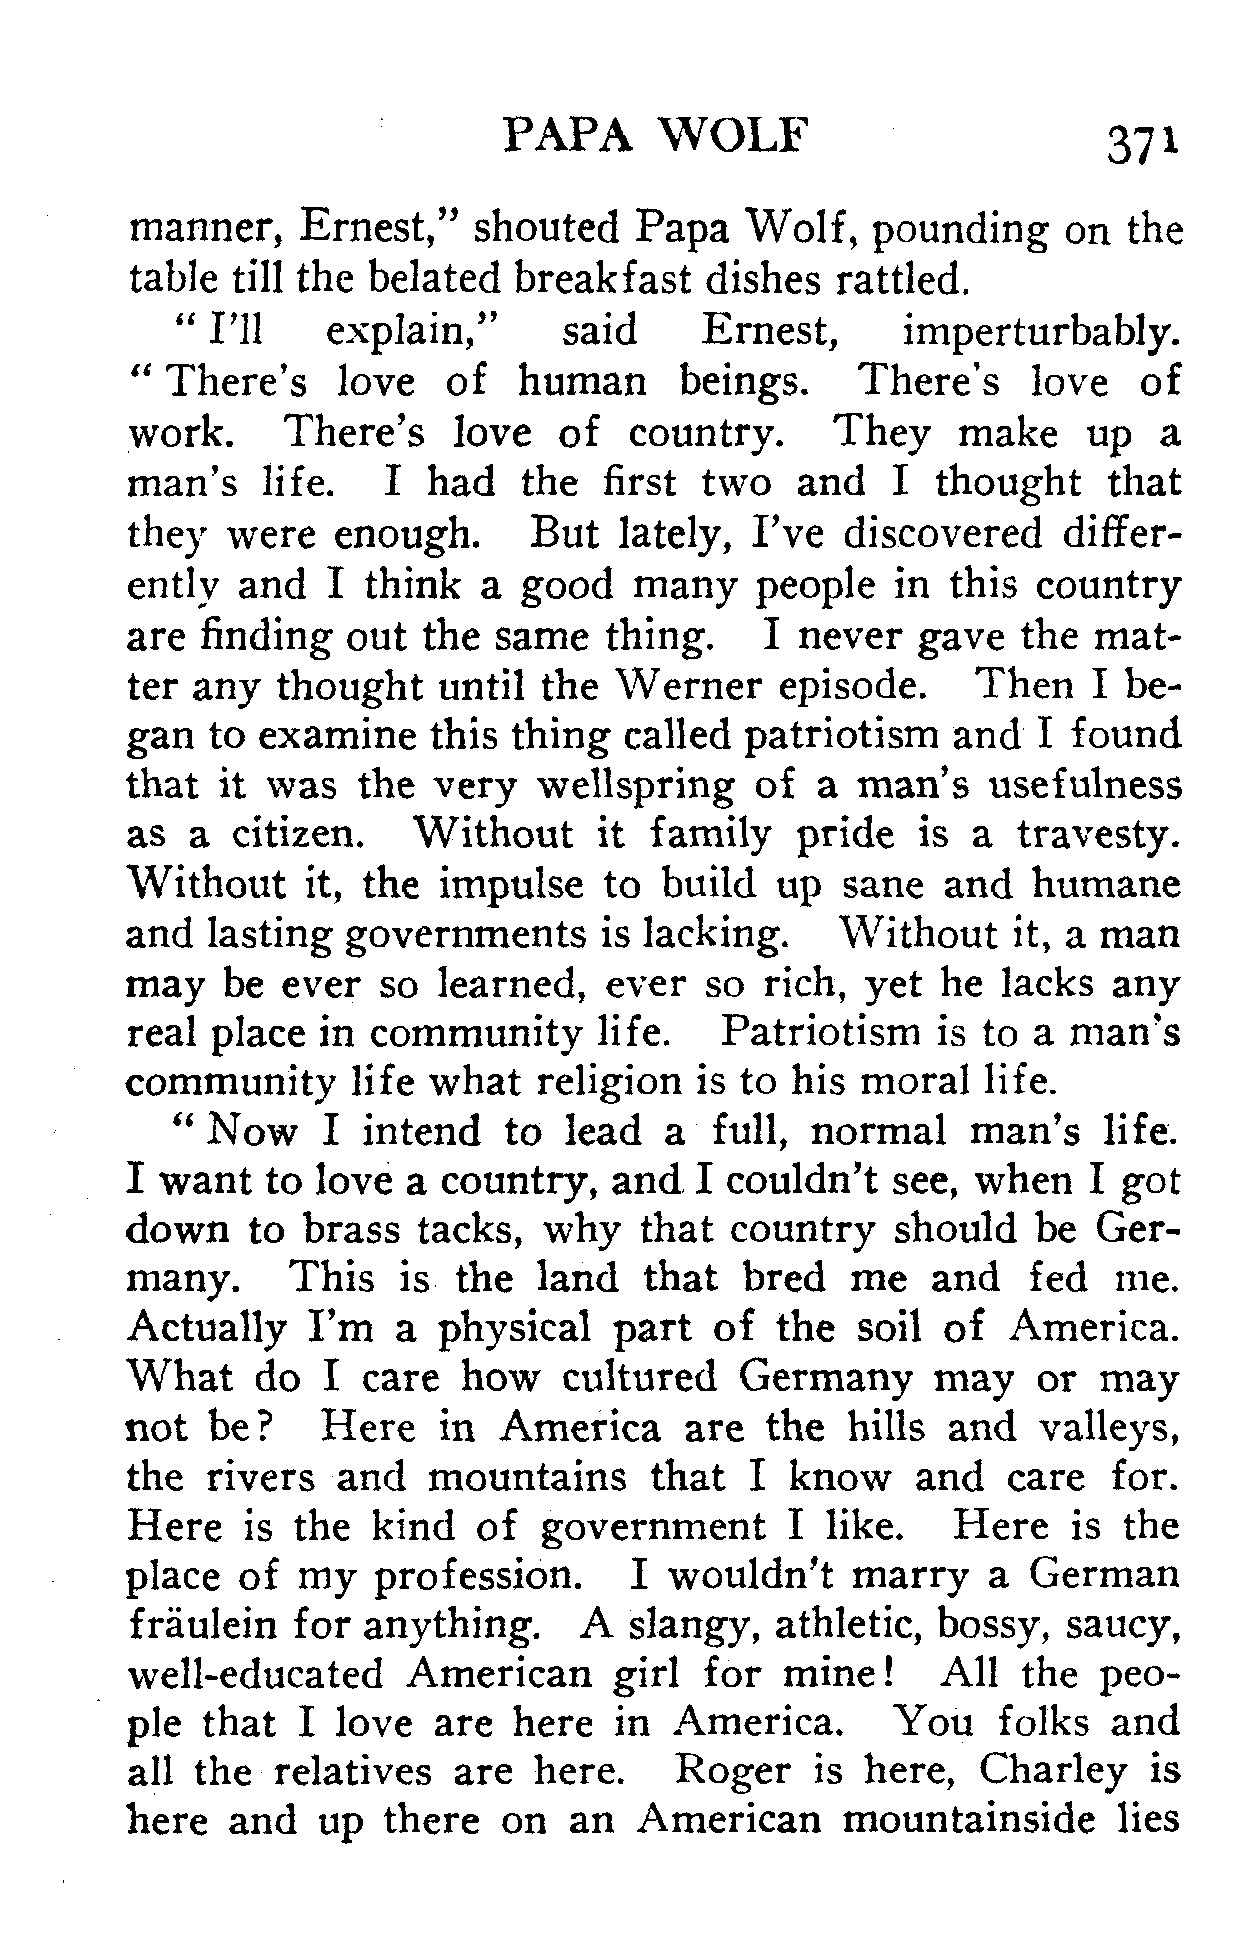 PAPA WOLF 371
manner, Ernest," shouted Papa Wolf, pounding on the
table till the belated breakfast dishes rattled.
" I'll explain," said Ernest, imperturbably.
" There's love of human beings. There's love of
work. There's love of country. They make up a
man's life. I had the first two and I thought that
they were enough. But lately, I've discovered differ-
ently and I think a good many people in this country
are finding out the same thing. I never gave the mat-
ter any thought until the Werner episode. Then I be-
gan to examine this thing called patriotism and I found
that it was the very wellspring of a man's usefulness
as a citizen. Without it family pride is a travesty.
Without it, the impulse to build up sane and humane
and lasting governments is lacking. Without it, a man
may be ever so learned, ever so rich, yet he lacks any
real place in community life. Patriotism is to a man's
community life what religion is to his moral life.
" Now I intend to lead a full, normal man's life.
I want to love a country, and I couldn't see, when I got
down to brass tacks, why that country should be Ger-
many. This is the land that bred me and fed me.
Actually I'm a physical part of the soil of America.
What do I care how cultured Germany may or may
not be? Here in America are the hills and valleys,
the rivers and mountains that I know and care for.
Here is the kind of government I like. Here is the
place of my profession. I wouldn't marry a German
fräulein for anything. A slangy, athletic, bossy, saucy,
well-educated American girl for mine! All the peo-
ple that I love are here in America. You folks and
all the relatives are here. Roger is here, Charley is
here and up there on an American mountainside lies